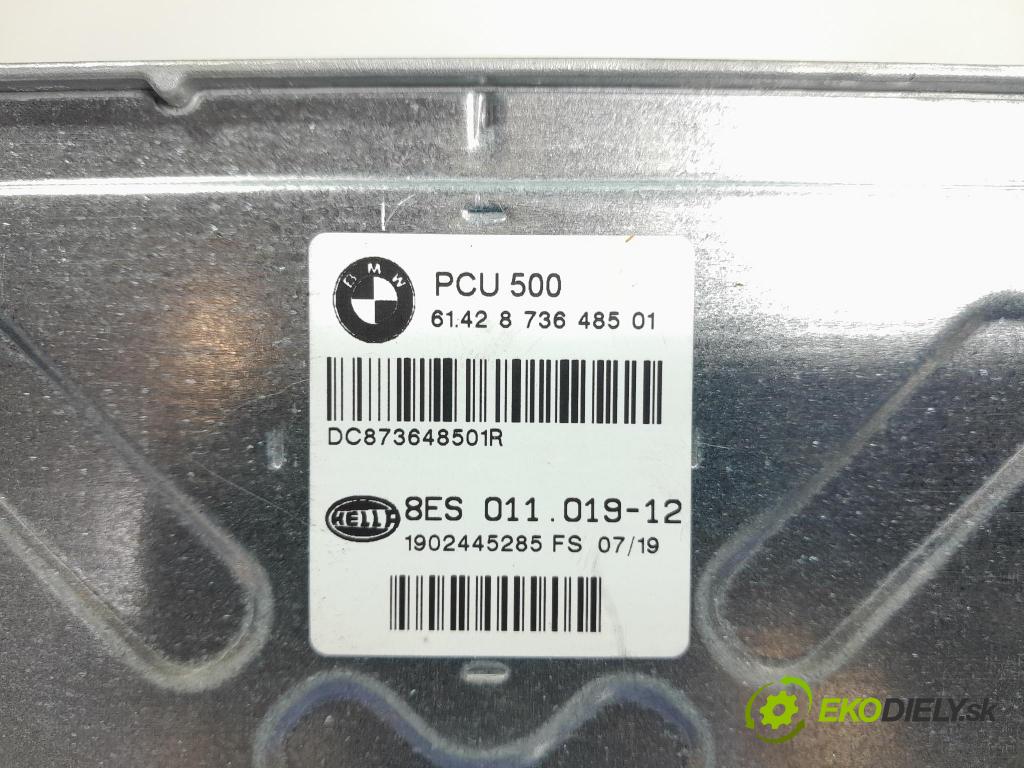 BMW
PCU 500
61.42 8 736 485 01
DC873648501R
HELLA
8ES 011.019-12
1902445285 FS 07/19
EKODIELY.sk